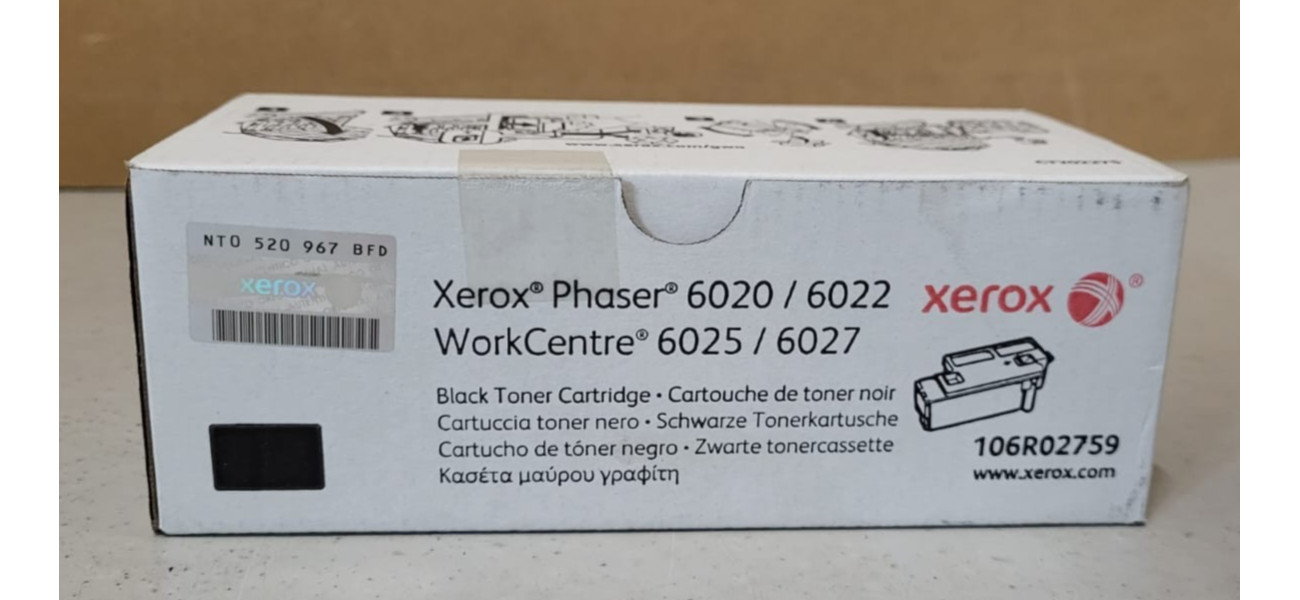 NTO 520 967 BFD
xerox
Xerox® Phaser® 6020 / 6022
WorkCentre® 6025 / 6027
xerox ®
Black Toner Cartridge • Cartouche de toner noir
Cartuccia toner nero • Schwarze Tonerkartusche
Cartucho de tóner negro • Zwarte tonercassette
Κασέτα μαύρου γραφίτη
106R02759
www.xerox.com